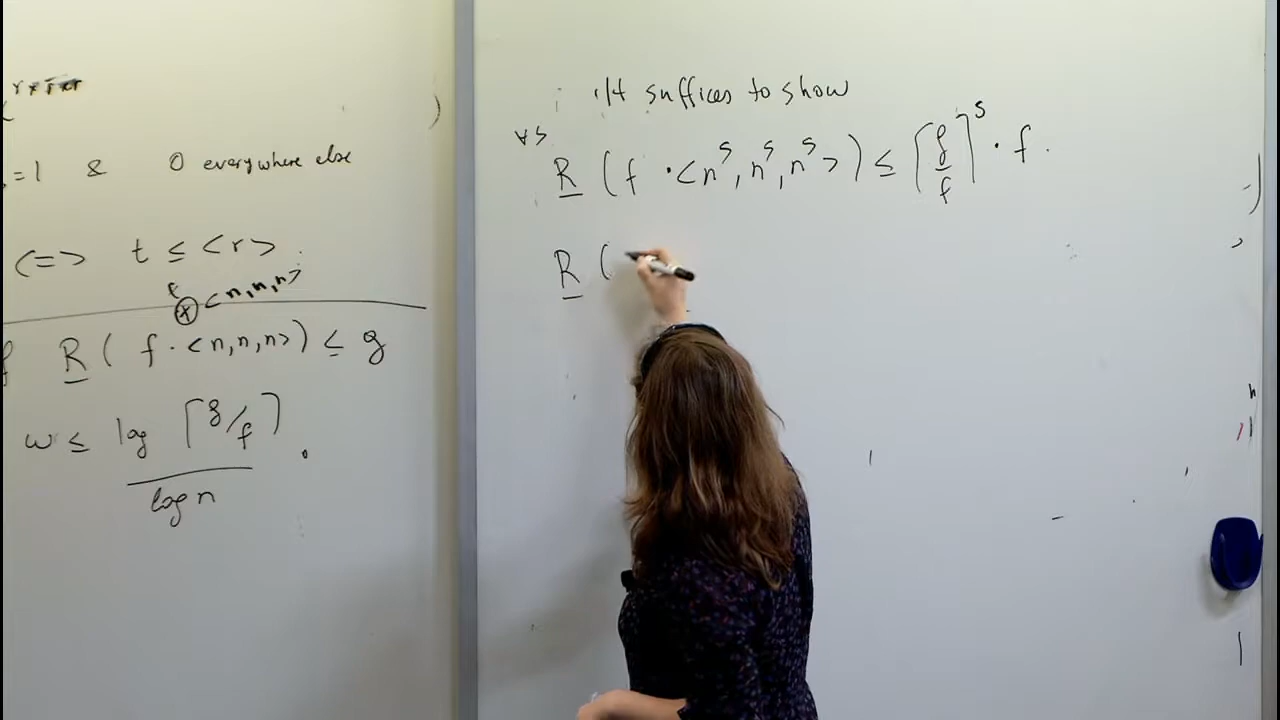 =1 & 0 everywhere else
<=> t ≤ <r>
f ⊗ <n,n,n>
R ( f · <n,n,n> ) ≤ g
w ≤ log ⌈g/f⌉ / log n .
it suffices to show
∀s
R ( f · <n^s, n^s, n^s> ) ≤ ⌈g/f⌉^s · f .
R (